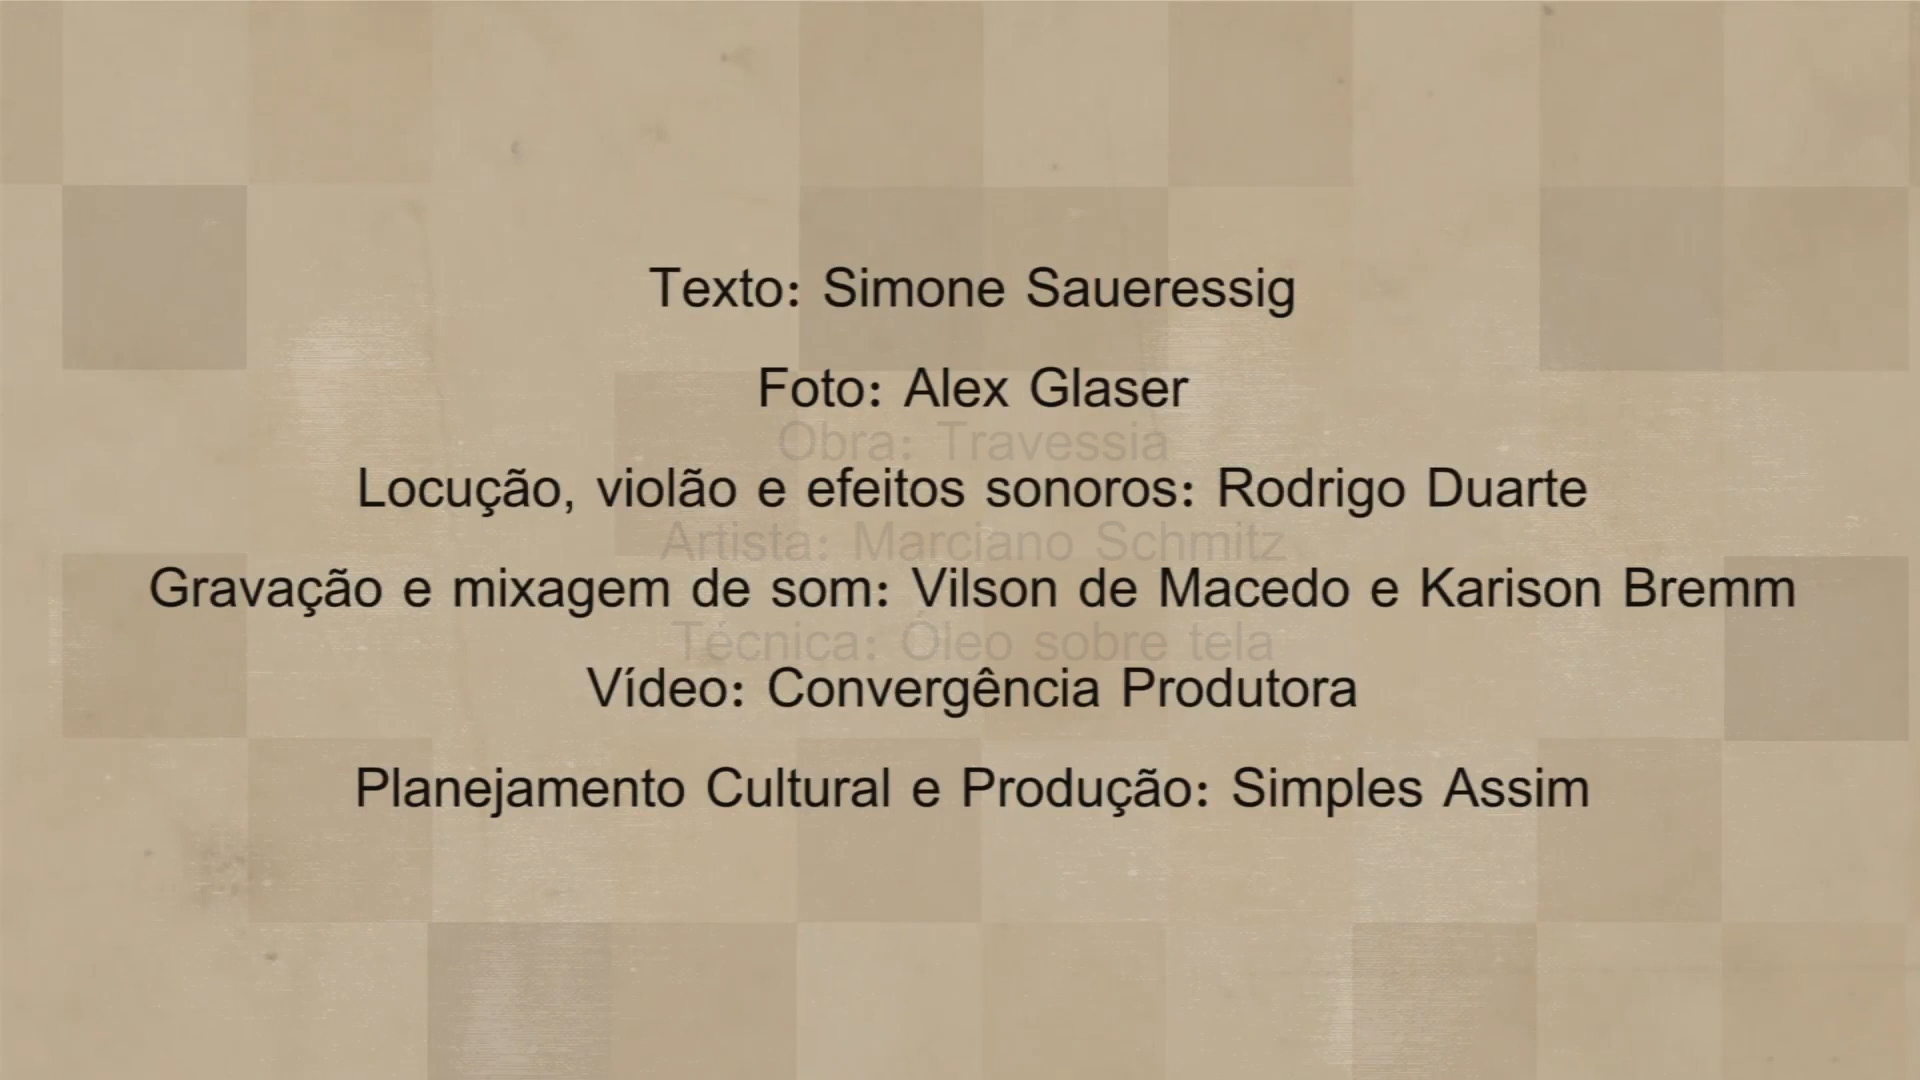 Texto: Simone Saueressig
Foto: Alex Glaser
Obra: Travessia
Locução, violão e efeitos sonoros: Rodrigo Duarte
Artista: Marciano Schmitz
Gravação e mixagem de som: Vilson de Macedo e Karison Bremm
Técnica: Óleo sobre tela
Vídeo: Convergência Produtora
Planejamento Cultural e Produção: Simples Assim